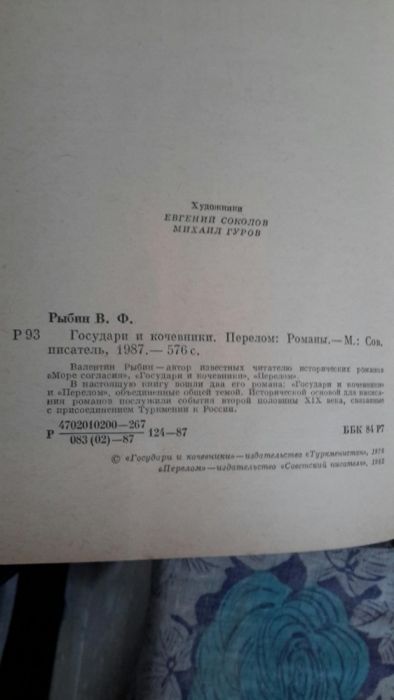 Художники
ЕВГЕНИЙ СОКОЛОВ
МИХАИЛ ГУРОВ
Рыбин В. Ф.
Р 93 Государи и кочевники. Перелом: Романы.— М.: Сов.
писатель, 1987.— 576 с.
Валентин Рыбин — автор известных читателю исторических романов
«Море согласия», «Государи и кочевники», «Перелом».
В настоящую книгу вошли два его романа: «Государи и кочевники»
и «Перелом», объединенные общей темой. Исторической основой для написа-
ния романов послужили события второй половины XIX века, связанные
с присоединением Туркмении к России.
Р 4702010200—267 124—87 ББК 84 Р7
083(02)—87
© «Государи и кочевники»—издательство «Туркменистан»,
«Перелом»—издательство «Советский писатель»,